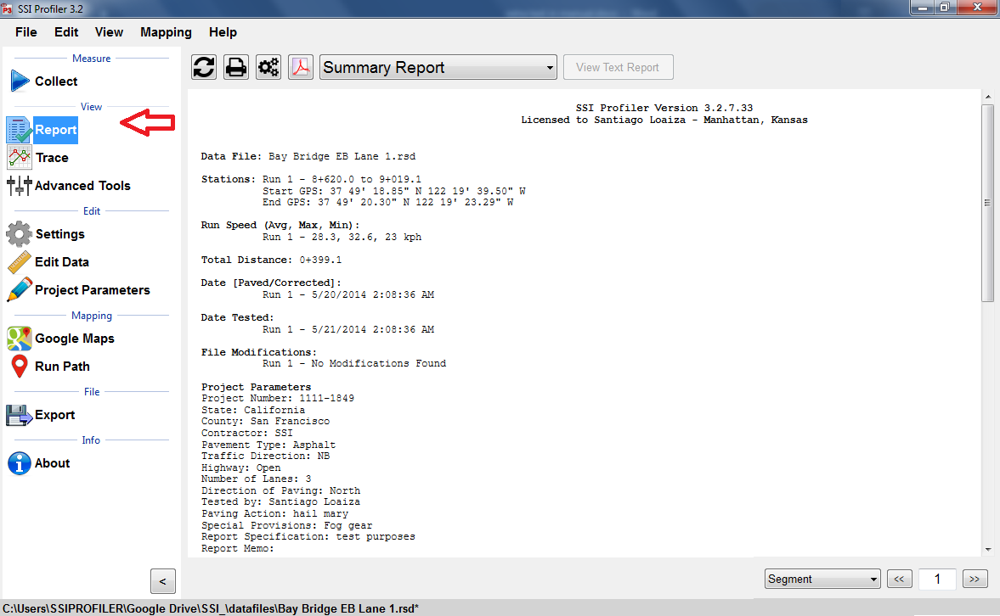 SSI Profiler 3.2
File Edit View Mapping Help
Measure
Collect
View
Report
Trace
Advanced Tools
Edit
Settings
Edit Data
Project Parameters
Mapping
Google Maps
Run Path
File
Export
Info
About
<
Summary Report View Text Report
SSI Profiler Version 3.2.7.33
Licensed to Santiago Loaiza - Manhattan, Kansas
Data File: Bay Bridge EB Lane 1.rsd
Stations: Run 1 - 8+620.0 to 9+019.1
Start GPS: 37 49' 18.85" N 122 19' 39.50" W
End GPS: 37 49' 20.30" N 122 19' 23.29" W
Run Speed (Avg, Max, Min):
Run 1 - 28.3, 32.6, 23 kph
Total Distance: 0+399.1
Date [Paved/Corrected]:
Run 1 - 5/20/2014 2:08:36 AM
Date Tested:
Run 1 - 5/21/2014 2:08:36 AM
File Modifications:
Run 1 - No Modifications Found
Project Parameters
Project Number: 1111-1849
State: California
County: San Francisco
Contractor: SSI
Pavement Type: Asphalt
Traffic Direction: NB
Highway: Open
Number of Lanes: 3
Direction of Paving: North
Tested by: Santiago Loaiza
Paving Action: hail mary
Special Provisions: Fog gear
Report Specification: test purposes
Report Memo:
Segment << 1 >>
C:\Users\SSIPROFILER\Google Drive\SSI_\datafiles\Bay Bridge EB Lane 1.rsd*